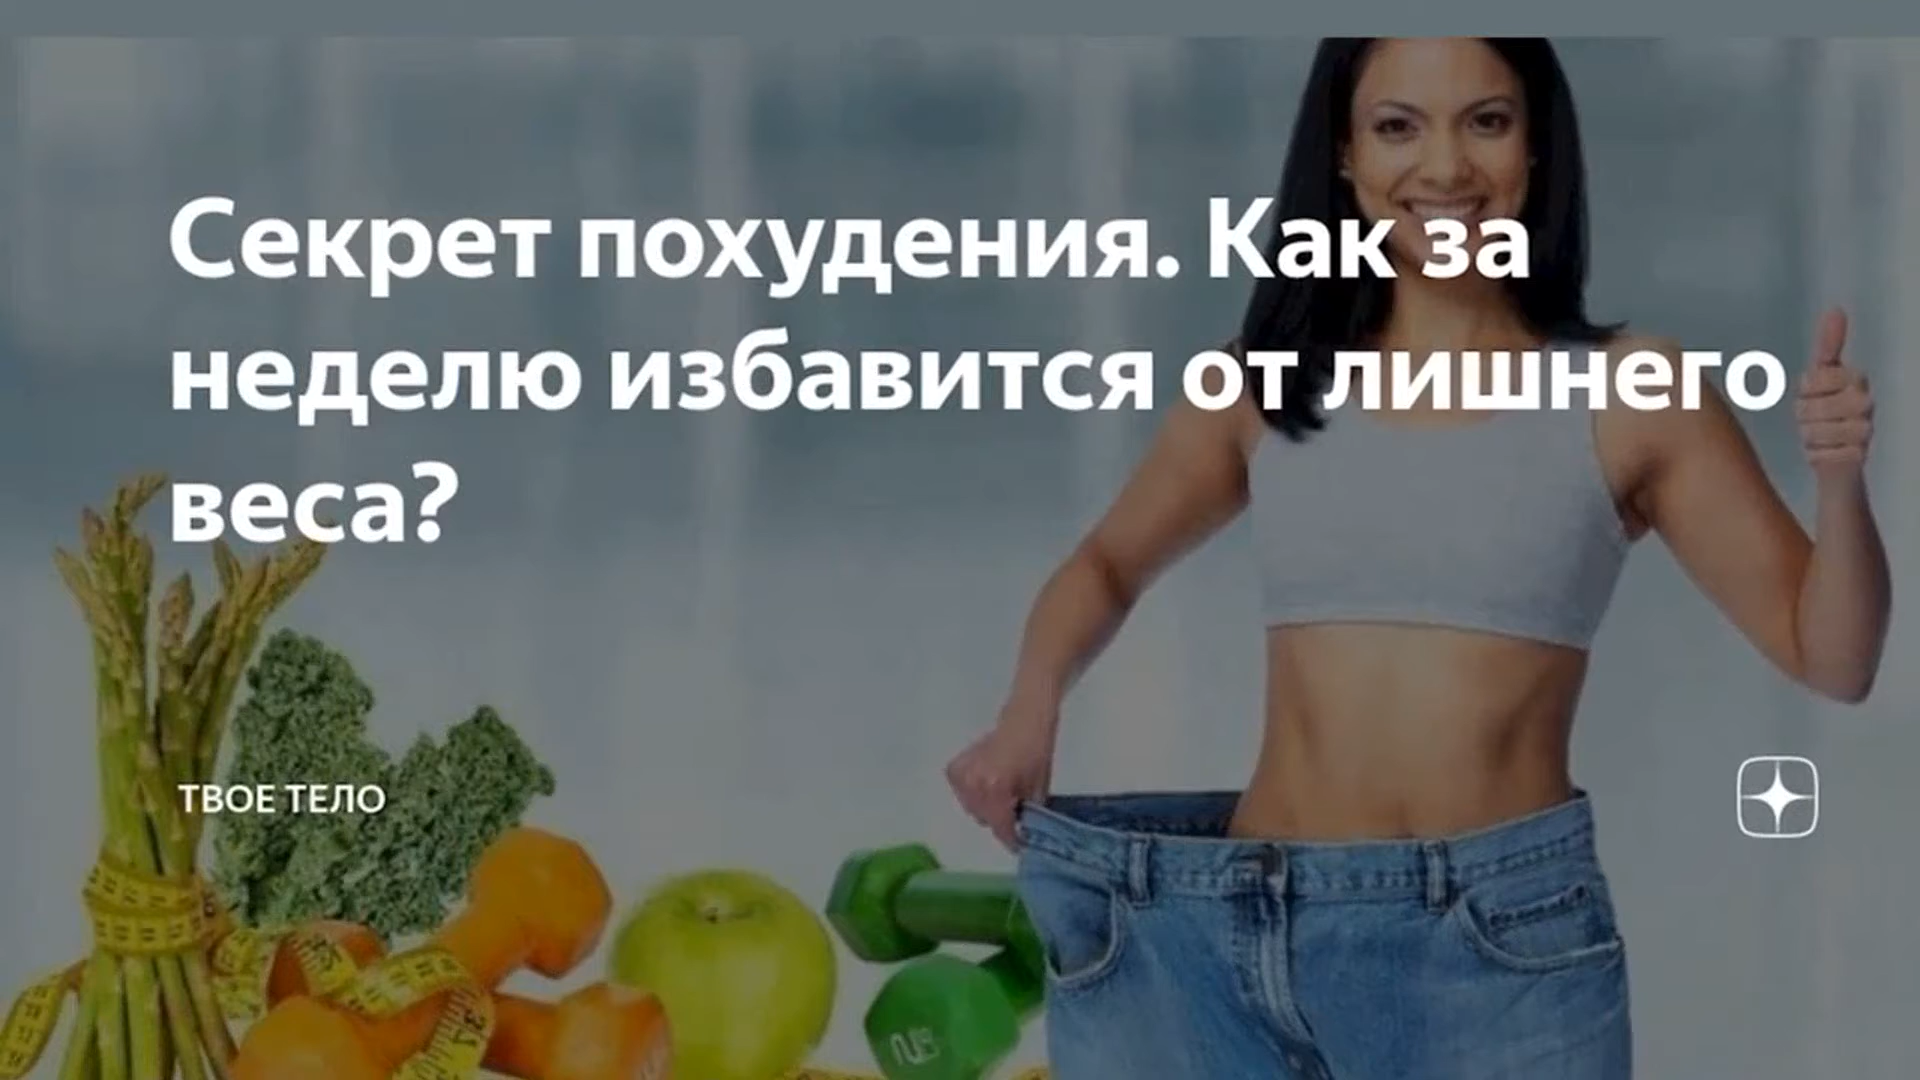 Секрет похудения. Как за
неделю избавится от лишнего
веса?
ТВОЕ ТЕЛО